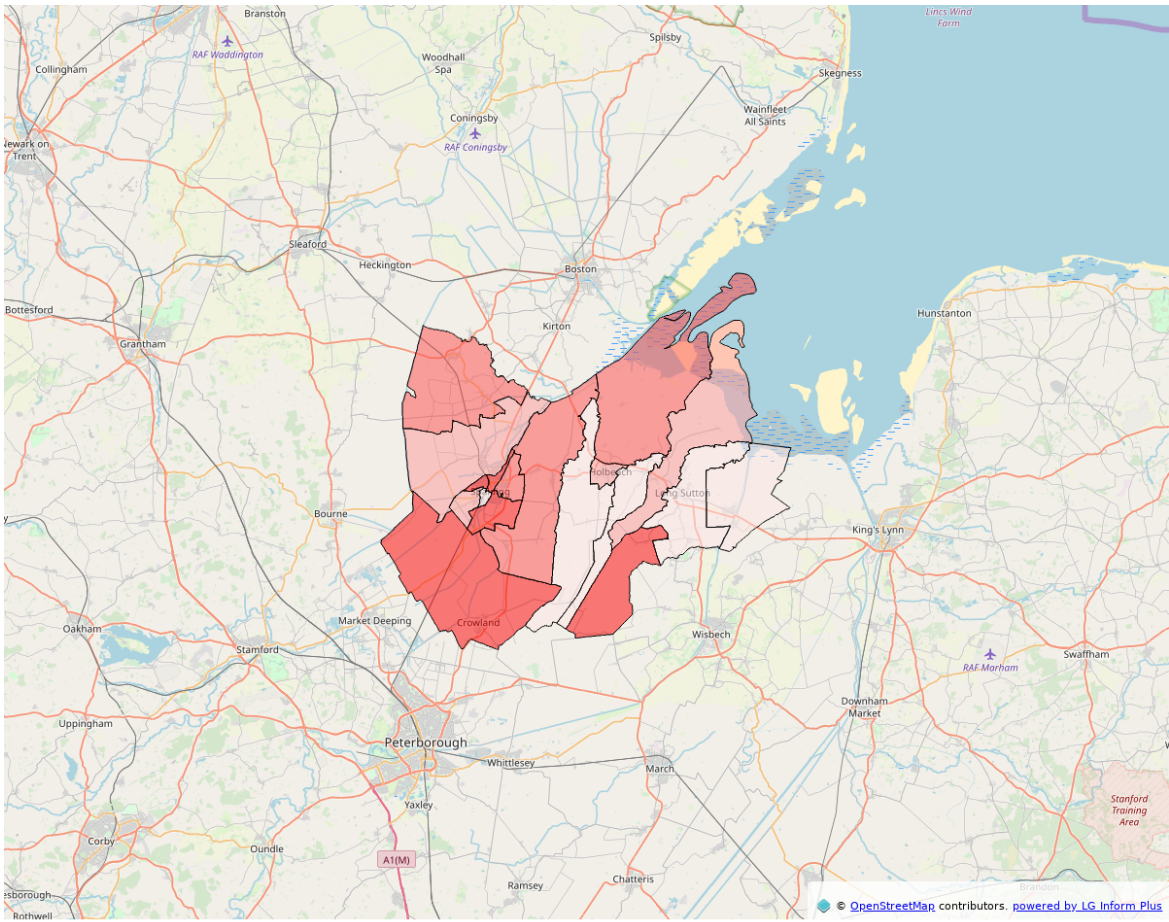 Branston
Lincs Wind
Farm
Spilsby
RAF Waddington
Woodhall
Spa
Collingham
Skegness
Wainfleet
All Saints
Coningsby
Newark on
Trent
RAF Coningsby
Sleaford
Heckington
Boston
Bottesford
Hunstanton
Kirton
Grantham
Holbeach
Spalding
Long Sutton
Bourne
King's Lynn
Market Deeping
Crowland
Oakham
Wisbech
Stamford
Swaffham
RAF Marham
Downham
Market
Uppingham
Peterborough
Whittlesey
March
Yaxley
Stanford
Training
Area
Corby
Oundle
A1(M)
Chatteris
Ramsey
Brandon
esborough
Rothwell
© OpenStreetMap contributors. powered by LG Inform Plus